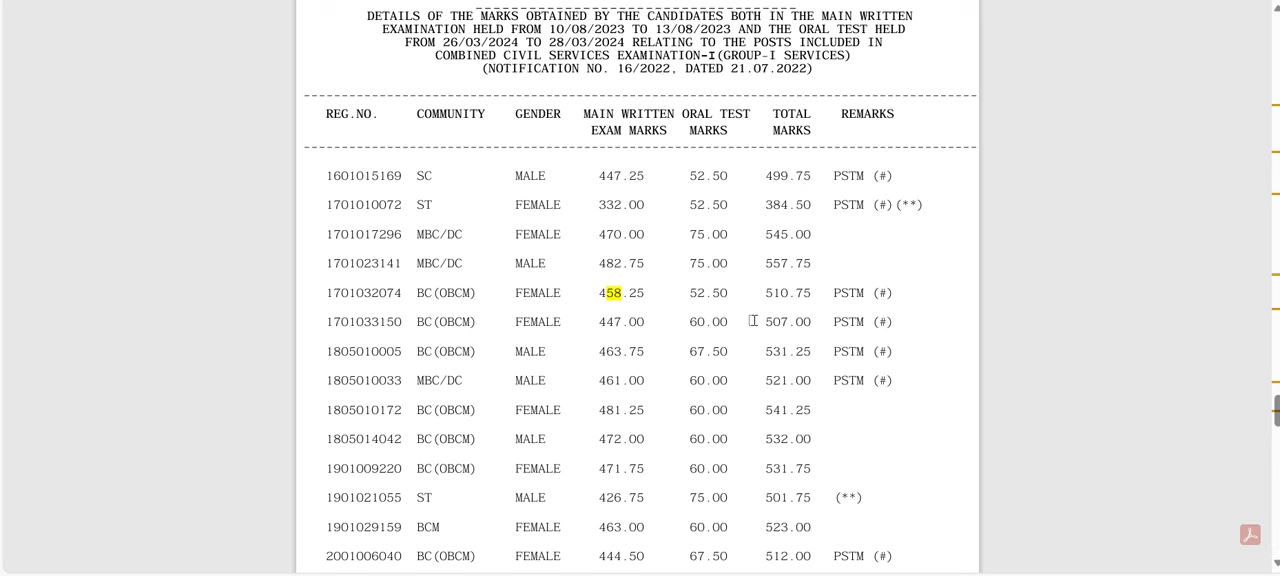 DETAILS OF THE MARKS OBTAINED BY THE CANDIDATES BOTH IN THE MAIN WRITTEN
EXAMINATION HELD FROM 10/08/2023 TO 13/08/2023 AND THE ORAL TEST HELD
FROM 26/03/2024 TO 28/03/2024 RELATING TO THE POSTS INCLUDED IN
COMBINED CIVIL SERVICES EXAMINATION-I(GROUP-I SERVICES)
(NOTIFICATION NO. 16/2022, DATED 21.07.2022)
REG.NO. COMMUNITY GENDER MAIN WRITTEN ORAL TEST TOTAL REMARKS
EXAM MARKS MARKS MARKS
1601015169 SC MALE 447.25 52.50 499.75 PSTM (#)
1701010072 ST FEMALE 332.00 52.50 384.50 PSTM (#)(**)
1701017296 MBC/DC FEMALE 470.00 75.00 545.00
1701023141 MBC/DC MALE 482.75 75.00 557.75
1701032074 BC(OBCM) FEMALE 458.25 52.50 510.75 PSTM (#)
1701033150 BC(OBCM) FEMALE 447.00 60.00 507.00 PSTM (#)
1805010005 BC(OBCM) MALE 463.75 67.50 531.25 PSTM (#)
1805010033 MBC/DC MALE 461.00 60.00 521.00 PSTM (#)
1805010172 BC(OBCM) FEMALE 481.25 60.00 541.25
1805014042 BC(OBCM) MALE 472.00 60.00 532.00
1901009220 BC(OBCM) FEMALE 471.75 60.00 531.75
1901021055 ST MALE 426.75 75.00 501.75 (**)
1901029159 BCM FEMALE 463.00 60.00 523.00
2001006040 BC(OBCM) FEMALE 444.50 67.50 512.00 PSTM (#)